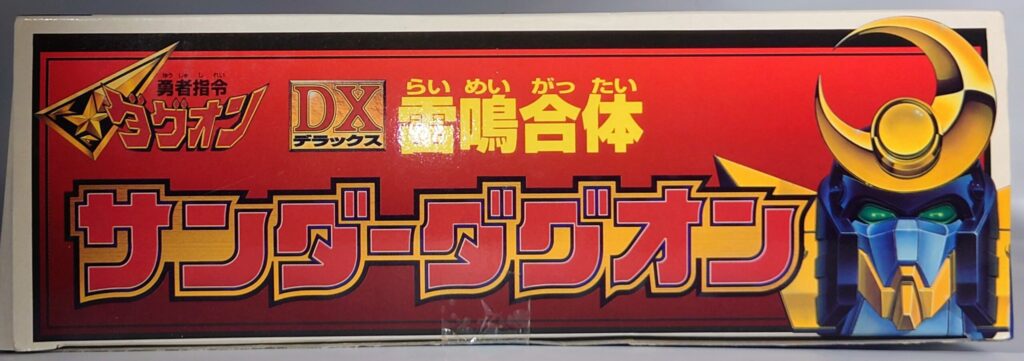 ゆう しゃ し れい
勇者指令
ダグオン
DX
デラックス
らい めい がっ たい
雷鳴合体
サンダーダグオン